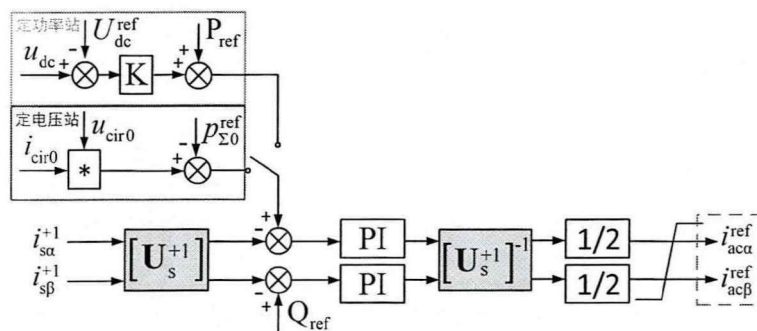 定功率站
U_dc^ref
P_ref
u_dc
K
定电压站
u_cir0
p_Σ0^ref
i_cir0
*
i_sα^+1
[U_s^+1]
PI
[U_s^+1]^-1
1/2
i_acα^ref
i_sβ^+1
PI
1/2
i_acβ^ref
Q_ref